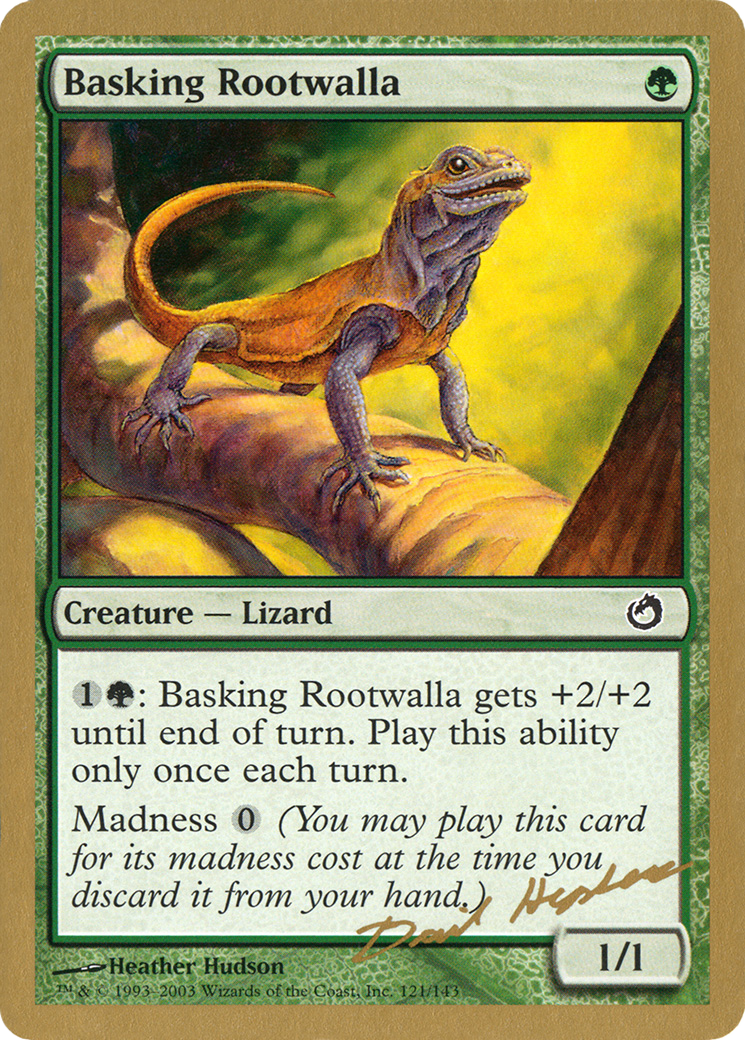 Basking Rootwalla
Creature — Lizard
1 : Basking Rootwalla gets +2/+2
until end of turn. Play this ability
only once each turn.
Madness 0 (You may play this card
for its madness cost at the time you
discard it from your hand.)
1/1
Heather Hudson
™ & © 1993–2003 Wizards of the Coast, Inc. 121/143